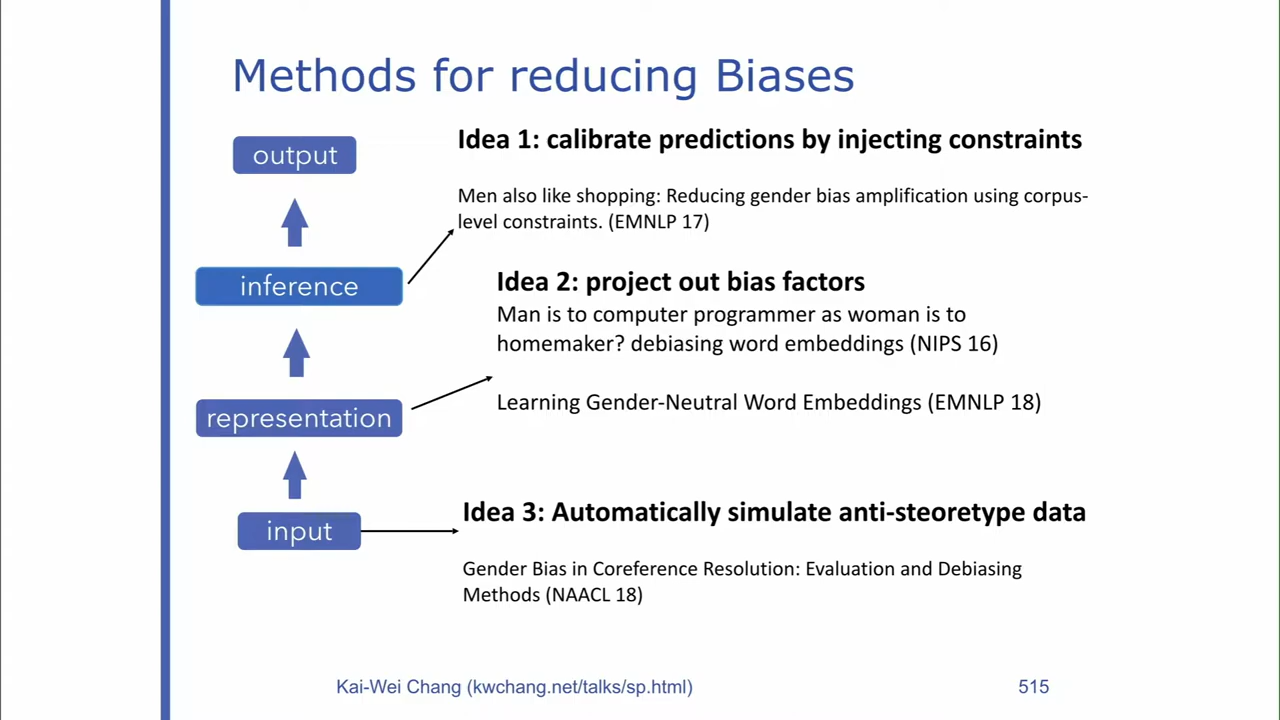 Methods for reducing Biases
output
Idea 1: calibrate predictions by injecting constraints
Men also like shopping: Reducing gender bias amplification using corpus-
level constraints. (EMNLP 17)
inference
Idea 2: project out bias factors
Man is to computer programmer as woman is to
homemaker? debiasing word embeddings (NIPS 16)
representation
Learning Gender-Neutral Word Embeddings (EMNLP 18)
input
Idea 3: Automatically simulate anti-steoretype data
Gender Bias in Coreference Resolution: Evaluation and Debiasing
Methods (NAACL 18)
Kai-Wei Chang (kwchang.net/talks/sp.html)
515